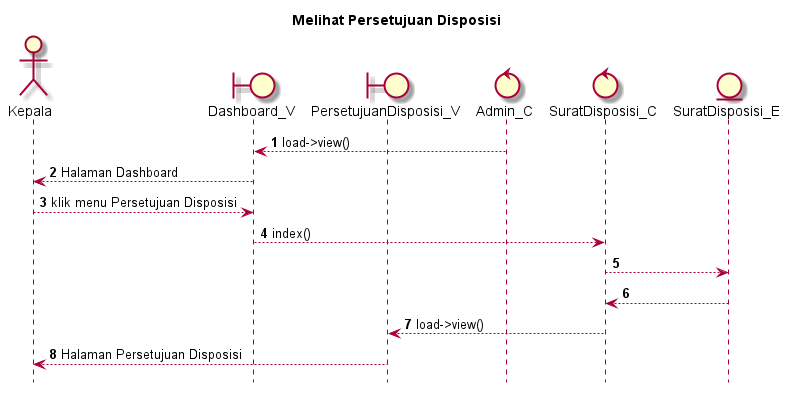 Melihat Persetujuan Disposisi
Kepala
Dashboard_V
PersetujuanDisposisi_V
Admin_C
SuratDisposisi_C
SuratDisposisi_E
1 load->view()
2 Halaman Dashboard
3 klik menu Persetujuan Disposisi
4 index()
5
6
7 load->view()
8 Halaman Persetujuan Disposisi